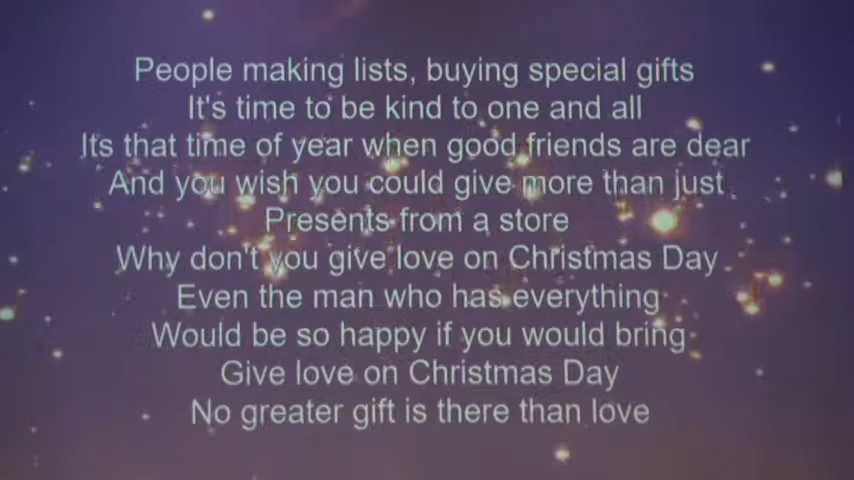 People making lists, buying special gifts
It's time to be kind to one and all
Its that time of year when good friends are dear
And you wish you could give more than just
Presents from a store
Why don't you give love on Christmas Day
Even the man who has everything
Would be so happy if you would bring
Give love on Christmas Day
No greater gift is there than love